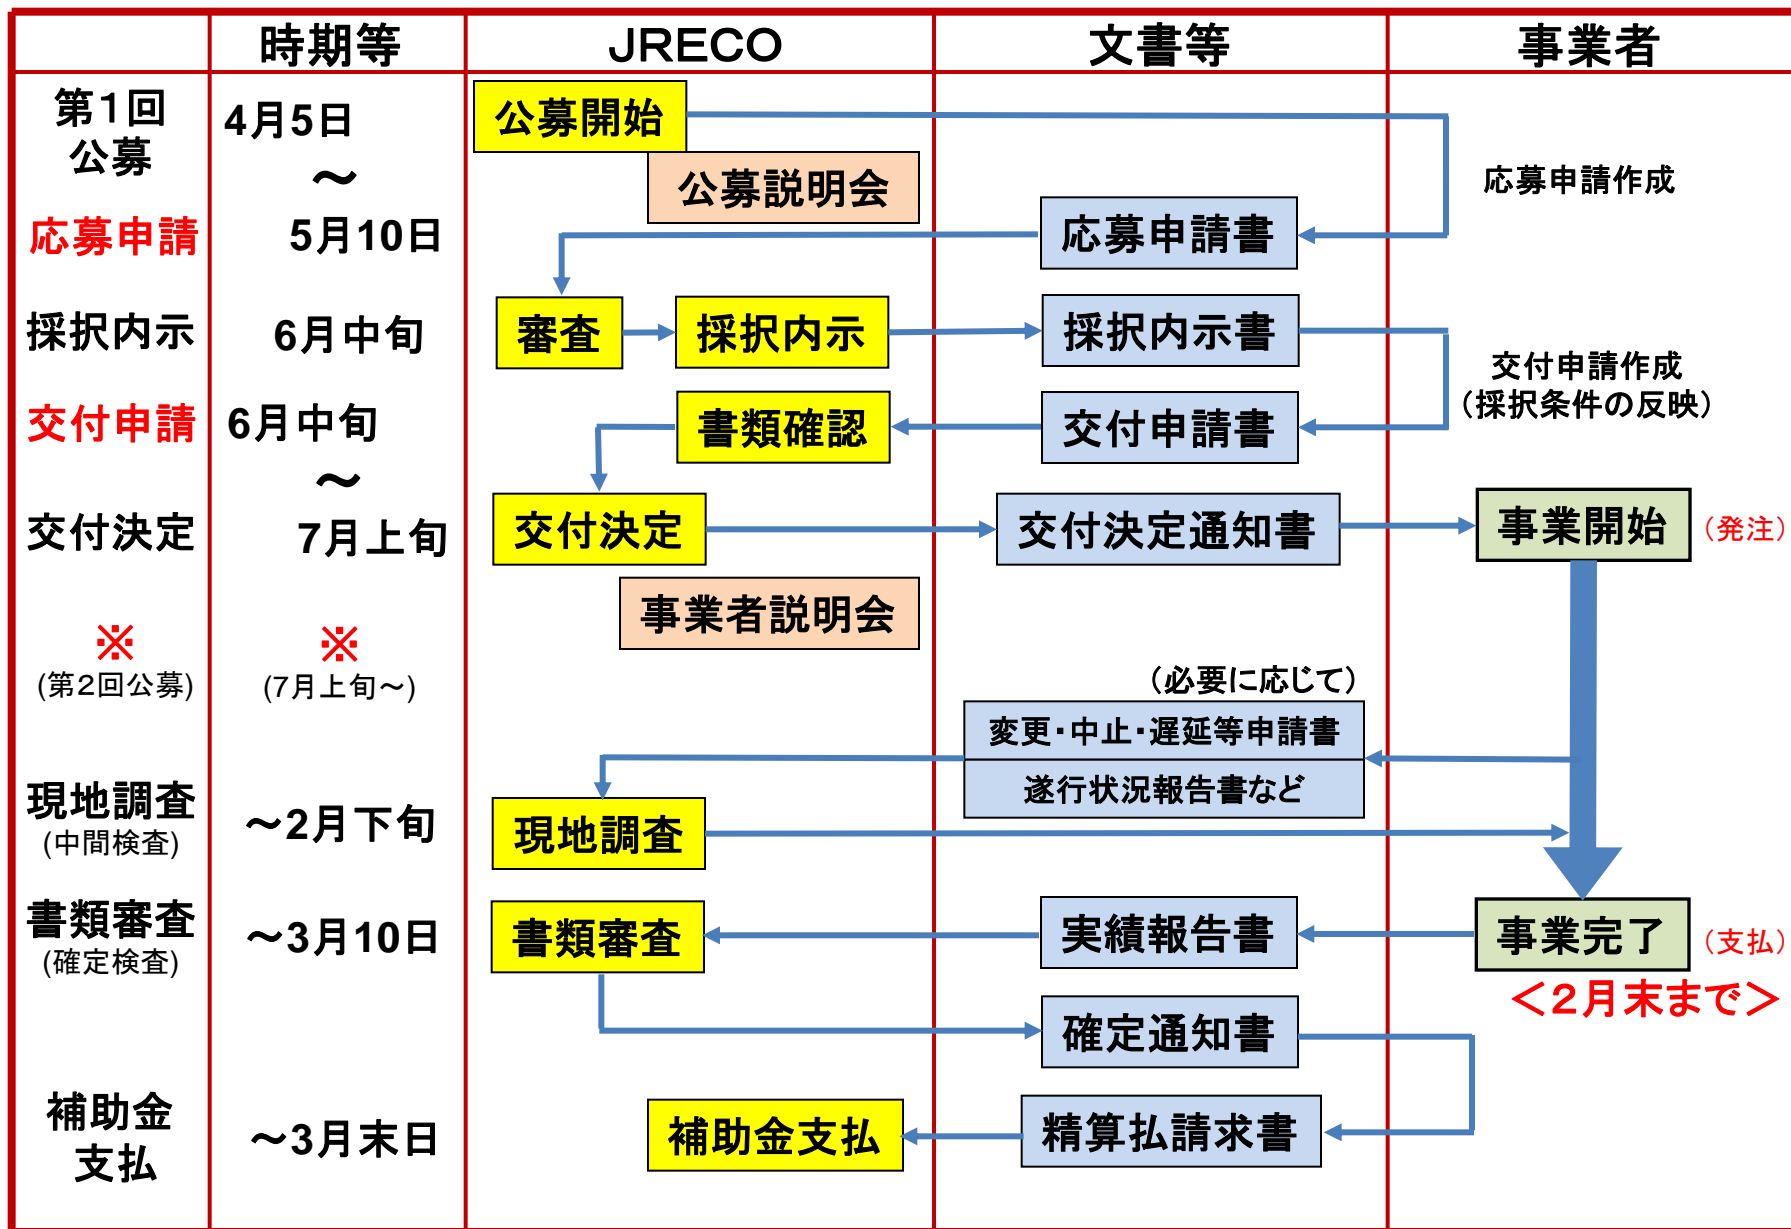 時期等
JRECO
文書等
事業者
第1回
公募
4月5日
～
公募開始
公募説明会
応募申請作成
応募申請
5月10日
応募申請書
採択内示
6月中旬
審査
採択内示
採択内示書
交付申請作成
（採択条件の反映）
交付申請
6月中旬
～
書類確認
交付申請書
交付決定
7月上旬
交付決定
交付決定通知書
事業開始
（発注）
事業者説明会
※
(第2回公募)
※
(7月上旬～)
（必要に応じて）
変更・中止・遅延等申請書
遂行状況報告書など
現地調査
(中間検査)
～2月下旬
現地調査
書類審査
(確定検査)
～3月10日
書類審査
実績報告書
事業完了
（支払）
＜2月末まで＞
確定通知書
補助金
支払
～3月末日
補助金支払
精算払請求書